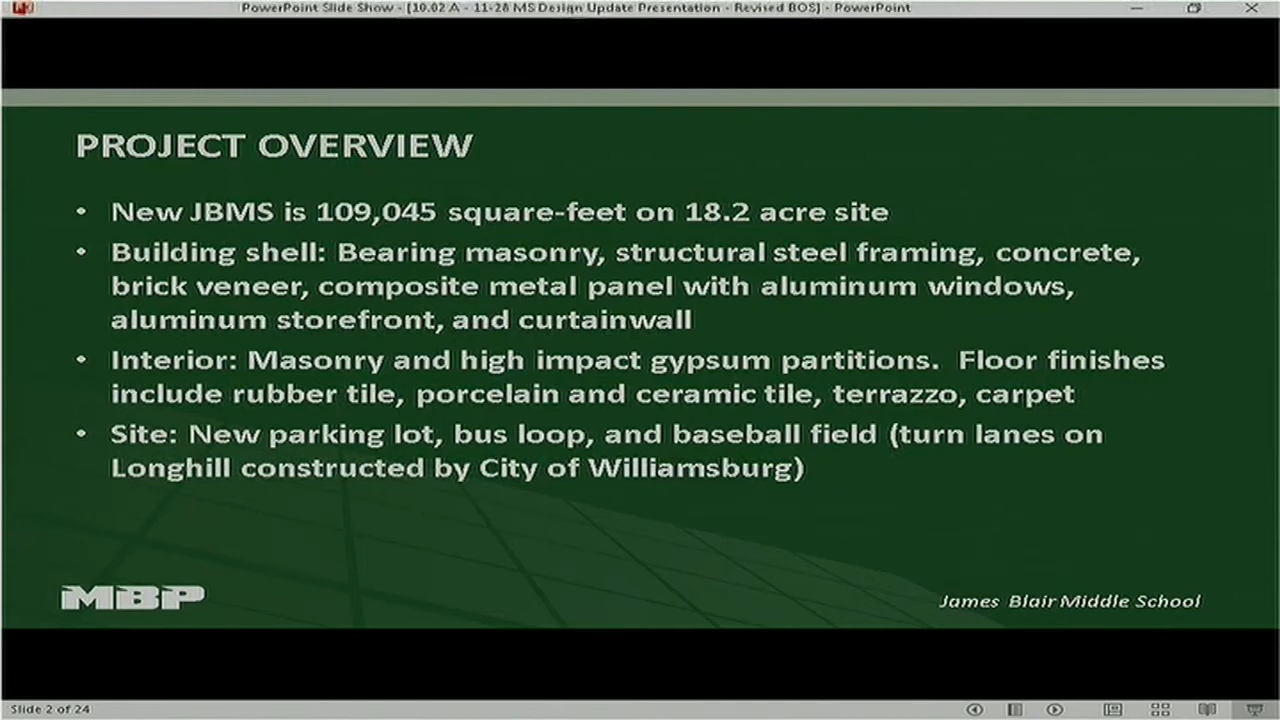 PowerPoint Slide Show - [10.02 A - 11-28 MS Design Update Presentation - Revised BOS] - PowerPoint
PROJECT OVERVIEW
• New JBMS is 109,045 square-feet on 18.2 acre site
• Building shell: Bearing masonry, structural steel framing, concrete,
brick veneer, composite metal panel with aluminum windows,
aluminum storefront, and curtainwall
• Interior: Masonry and high impact gypsum partitions.  Floor finishes
include rubber tile, porcelain and ceramic tile, terrazzo, carpet
• Site: New parking lot, bus loop, and baseball field (turn lanes on
Longhill constructed by City of Williamsburg)
MBP
James Blair Middle School
Slide 2 of 24